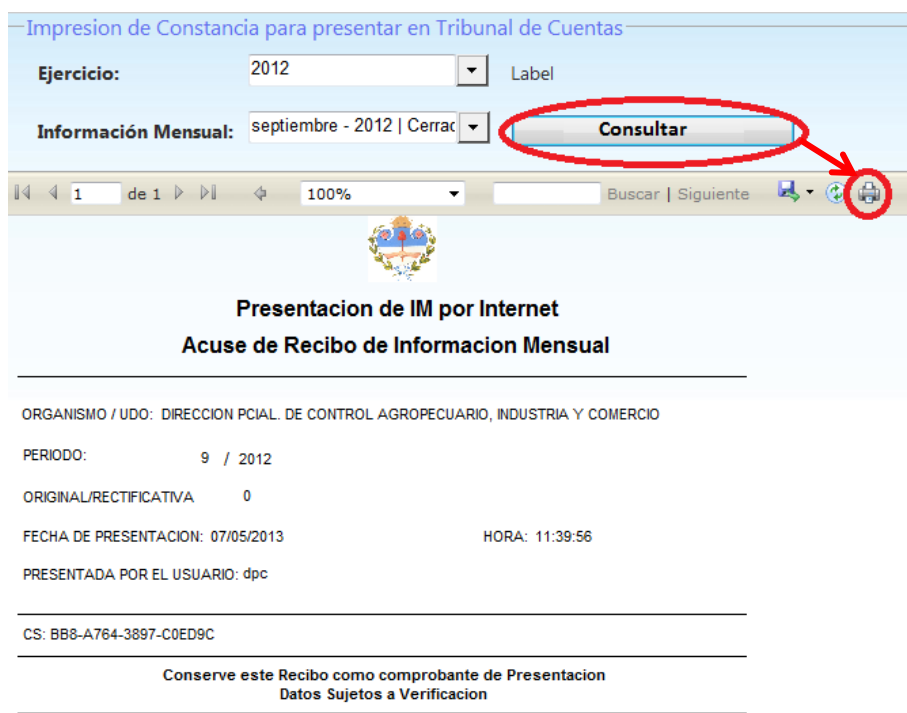 Impresion de Constancia para presentar en Tribunal de Cuentas
Ejercicio: 2012 Label
Información Mensual: septiembre - 2012 | Cerrac Consultar
1 de 1 100% Buscar | Siguiente
Presentacion de IM por Internet
Acuse de Recibo de Informacion Mensual
ORGANISMO / UDO: DIRECCION PCIAL. DE CONTROL AGROPECUARIO, INDUSTRIA Y COMERCIO
PERIODO: 9 / 2012
ORIGINAL/RECTIFICATIVA 0
FECHA DE PRESENTACION: 07/05/2013 HORA: 11:39:56
PRESENTADA POR EL USUARIO: dpc
CS: BB8-A764-3897-C0ED9C
Conserve este Recibo como comprobante de Presentacion
Datos Sujetos a Verificacion